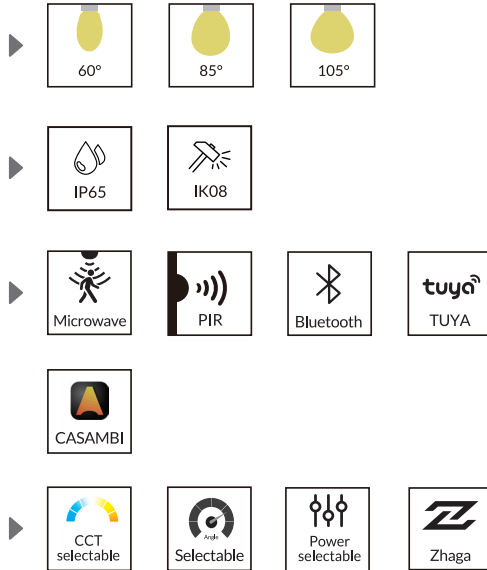 60°
85°
105°
IP65
IK08
Microwave
PIR
Bluetooth
tuya
TUYA
CASAMBI
CCT
selectable
Angle
Selectable
Power
selectable
Zhaga